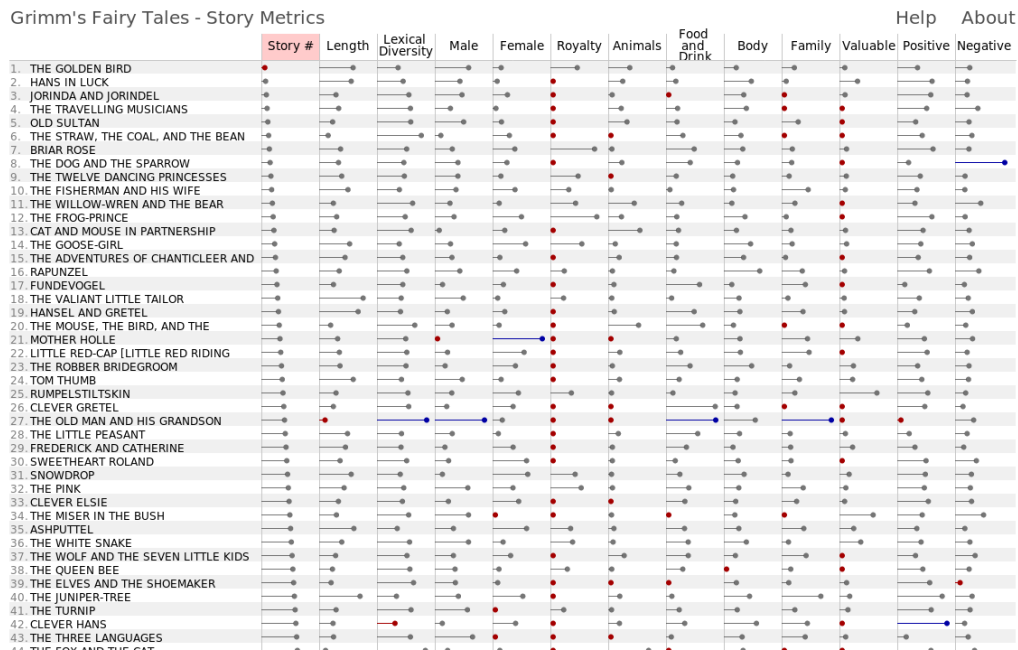 Grimm's Fairy Tales - Story Metrics Help About
Story # Length Lexical Diversity Male Female Royalty Animals Food and Drink Body Family Valuable Positive Negative
1. THE GOLDEN BIRD
2. HANS IN LUCK
3. JORINDA AND JORINDEL
4. THE TRAVELLING MUSICIANS
5. OLD SULTAN
6. THE STRAW, THE COAL, AND THE BEAN
7. BRIAR ROSE
8. THE DOG AND THE SPARROW
9. THE TWELVE DANCING PRINCESSES
10. THE FISHERMAN AND HIS WIFE
11. THE WILLOW-WREN AND THE BEAR
12. THE FROG-PRINCE
13. CAT AND MOUSE IN PARTNERSHIP
14. THE GOOSE-GIRL
15. THE ADVENTURES OF CHANTICLEER AND
16. RAPUNZEL
17. FUNDEVOGEL
18. THE VALIANT LITTLE TAILOR
19. HANSEL AND GRETEL
20. THE MOUSE, THE BIRD, AND THE
21. MOTHER HOLLE
22. LITTLE RED-CAP [LITTLE RED RIDING
23. THE ROBBER BRIDEGROOM
24. TOM THUMB
25. RUMPELSTILTSKIN
26. CLEVER GRETEL
27. THE OLD MAN AND HIS GRANDSON
28. THE LITTLE PEASANT
29. FREDERICK AND CATHERINE
30. SWEETHEART ROLAND
31. SNOWDROP
32. THE PINK
33. CLEVER ELSIE
34. THE MISER IN THE BUSH
35. ASHPUTTEL
36. THE WHITE SNAKE
37. THE WOLF AND THE SEVEN LITTLE KIDS
38. THE QUEEN BEE
39. THE ELVES AND THE SHOEMAKER
40. THE JUNIPER-TREE
41. THE TURNIP
42. CLEVER HANS
43. THE THREE LANGUAGES
44. THE FOX AND THE CAT